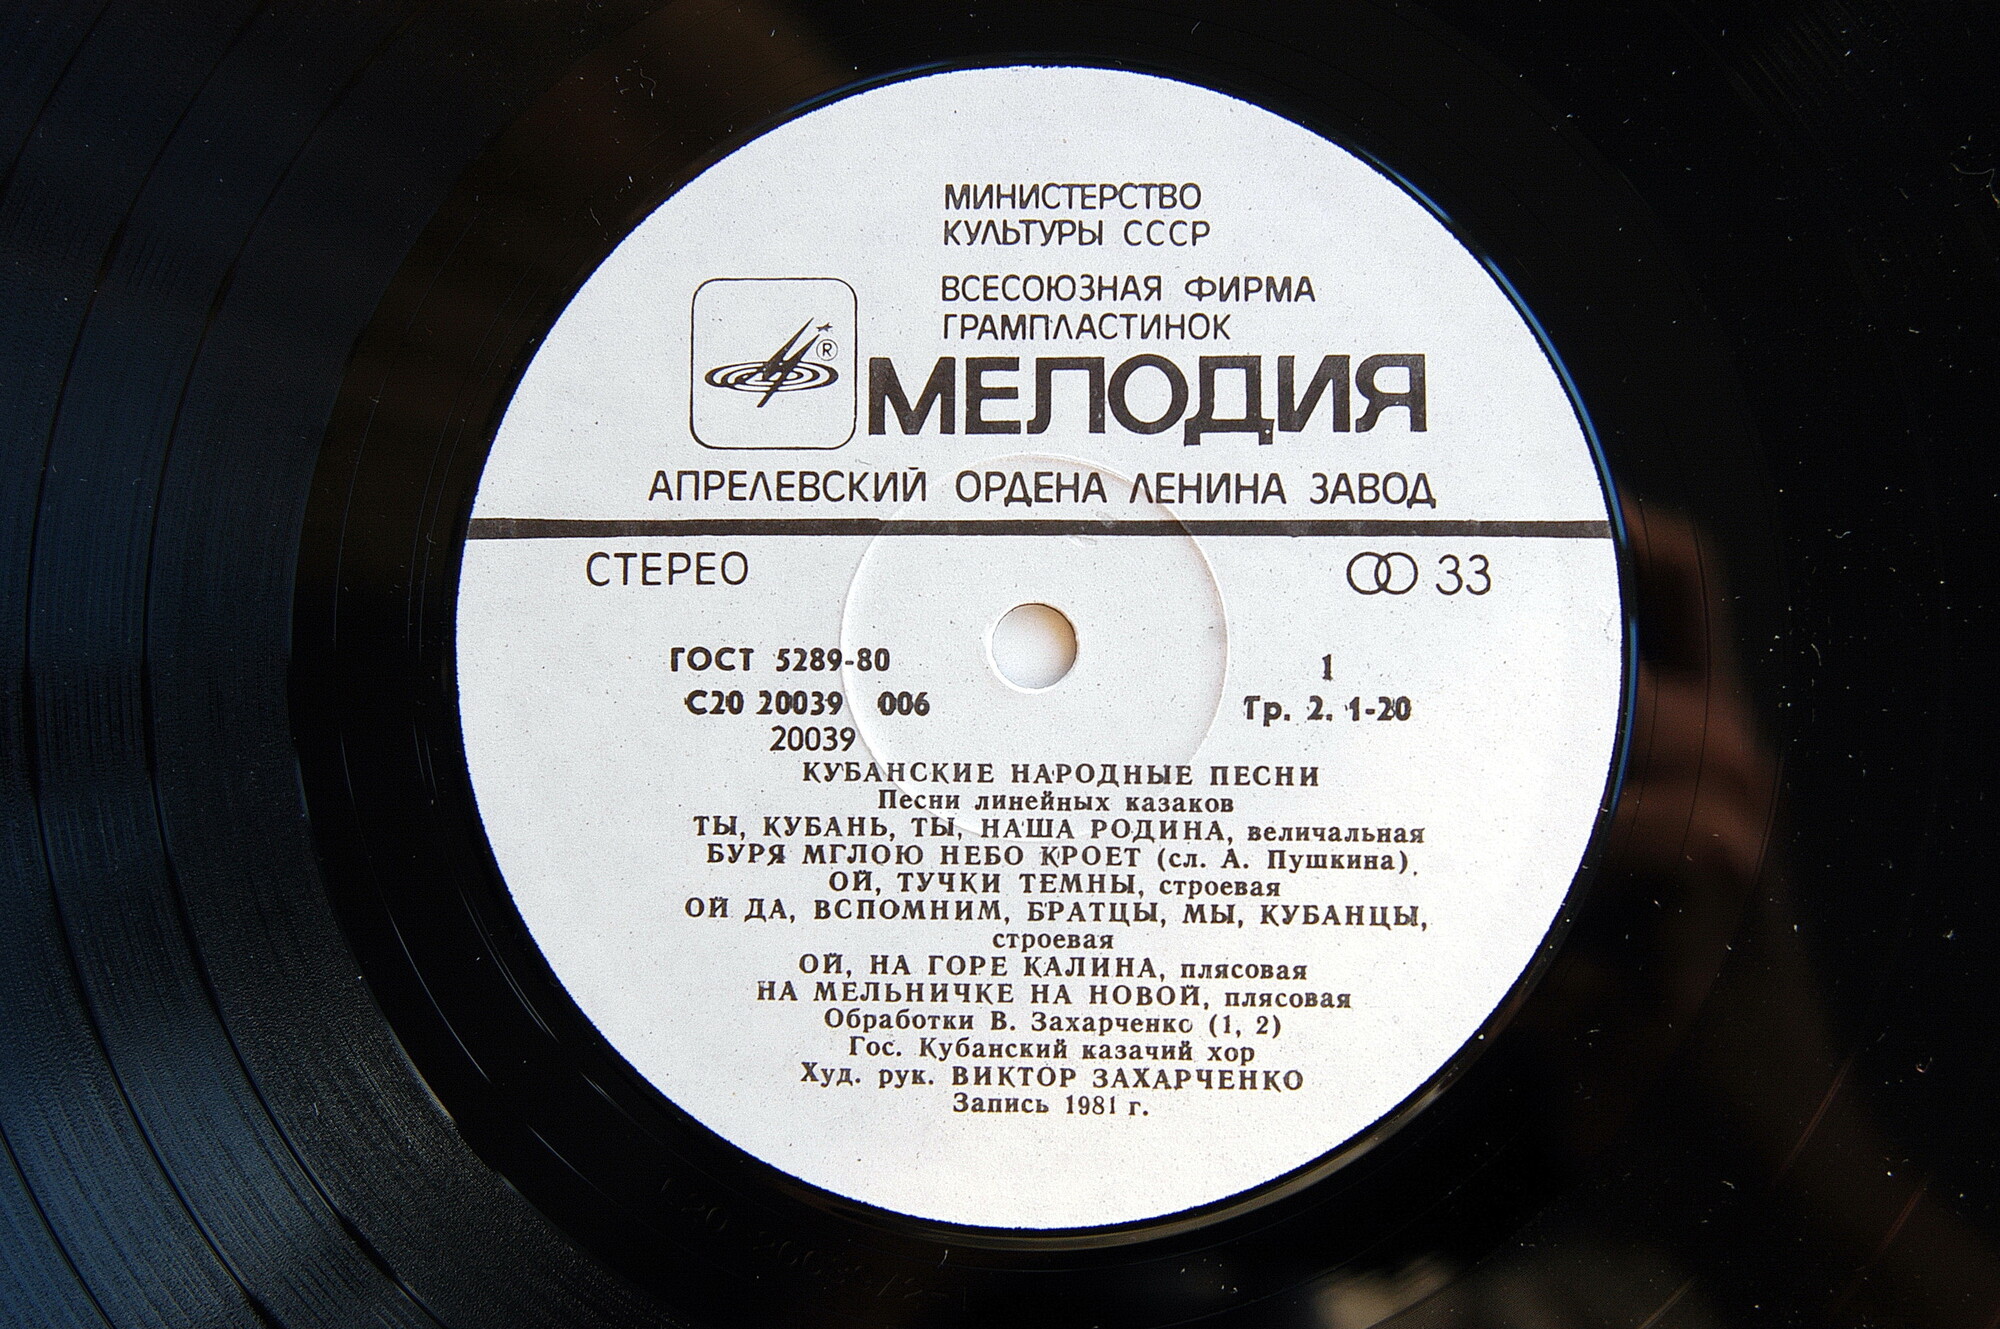 МИНИСТЕРСТВО
КУЛЬТУРЫ СССР
ВСЕСОЮЗНАЯ ФИРМА
ГРАМПЛАСТИНОК
®
МЕЛОДИЯ
АПРЕЛЕВСКИЙ ОРДЕНА ЛЕНИНА ЗАВОД
СТЕРЕО
33
ГОСТ 5289-80
1
С20 20039 006
Гр. 2. 1-20
20039
КУБАНСКИЕ НАРОДНЫЕ ПЕСНИ
Песни линейных казаков
ТЫ, КУБАНЬ, ТЫ, НАША РОДИНА, величальная
БУРЯ МГЛОЮ НЕБО КРОЕТ (сл. А. Пушкина),
ОЙ, ТУЧКИ ТЕМНЫ, строевая
ОЙ ДА, ВСПОМНИМ, БРАТЦЫ, МЫ, КУБАНЦЫ,
строевая
ОЙ, НА ГОРЕ КАЛИНА, плясовая
НА МЕЛЬНИЧКЕ НА НОВОЙ, плясовая
Обработки В. Захарченко (1, 2)
Гос. Кубанский казачий хор
Худ. рук. ВИКТОР ЗАХАРЧЕНКО
Запись 1981 г.